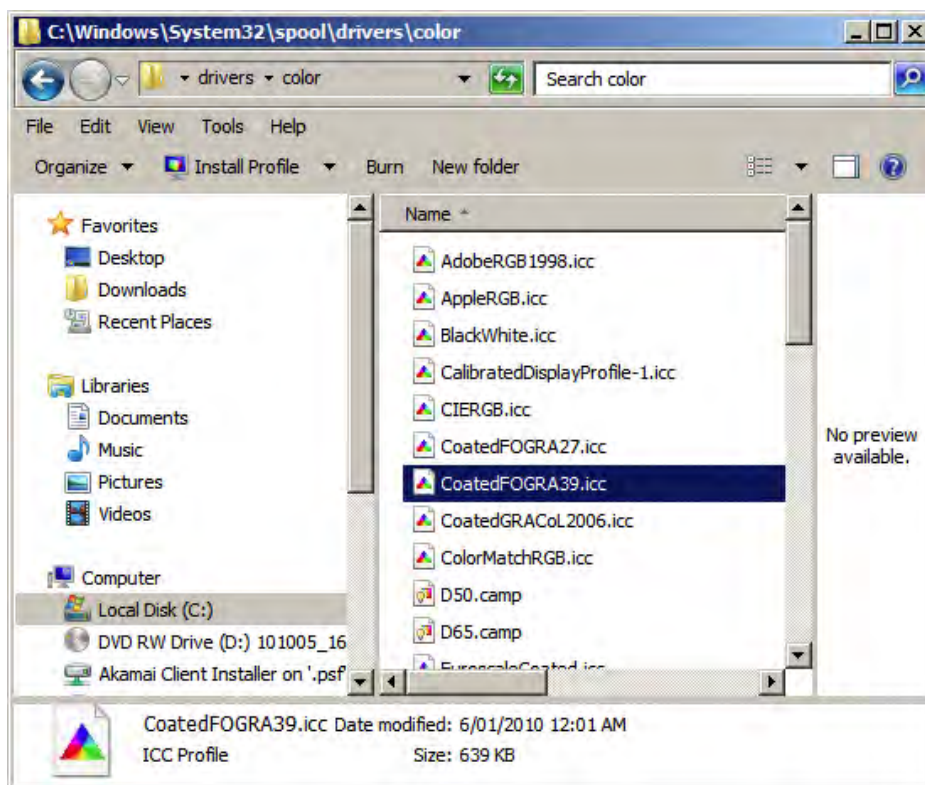 C:\Windows\System32\spool\drivers\color
drivers color
Search color
File Edit View Tools Help
Organize Install Profile Burn New folder
Favorites
Desktop
Downloads
Recent Places
Libraries
Documents
Music
Pictures
Videos
Computer
Local Disk (C:)
DVD RW Drive (D:) 101005_16
Akamai Client Installer on '.psf'
Name
AdobeRGB1998.icc
AppleRGB.icc
BlackWhite.icc
CalibratedDisplayProfile-1.icc
CIERGB.icc
CoatedFOGRA27.icc
CoatedFOGRA39.icc
CoatedGRACoL2006.icc
ColorMatchRGB.icc
D50.camp
D65.camp
EuroscaleCoated.icc
No preview
available.
CoatedFOGRA39.icc Date modified: 6/01/2010 12:01 AM
ICC Profile Size: 639 KB